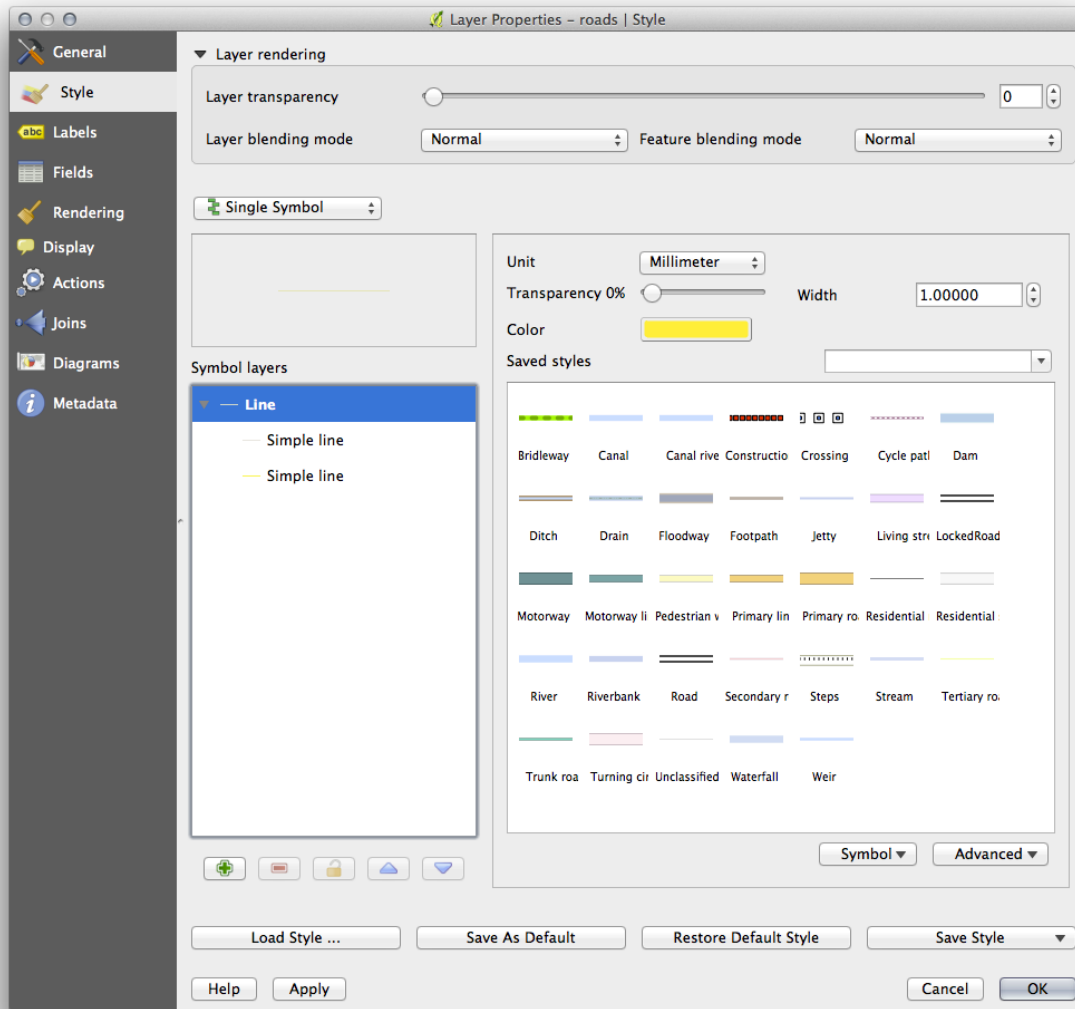 Layer Properties – roads | Style
General
Style
abc Labels
Fields
Rendering
Display
Actions
Joins
Diagrams
i Metadata
Layer rendering
Layer transparency 0
Layer blending mode Normal Feature blending mode Normal
Single Symbol
Unit Millimeter
Transparency 0% Width 1.00000
Color
Saved styles
Symbol layers
Line
Simple line
Simple line
Bridleway Canal Canal rive Constructio Crossing Cycle patl Dam
Ditch Drain Floodway Footpath Jetty Living stre LockedRoad
Motorway Motorway li Pedestrian v Primary lin Primary ro Residential Residential
River Riverbank Road Secondary r Steps Stream Tertiary ro
Trunk roa Turning cir Unclassified Waterfall Weir
Symbol Advanced
Load Style ... Save As Default Restore Default Style Save Style
Help Apply Cancel OK